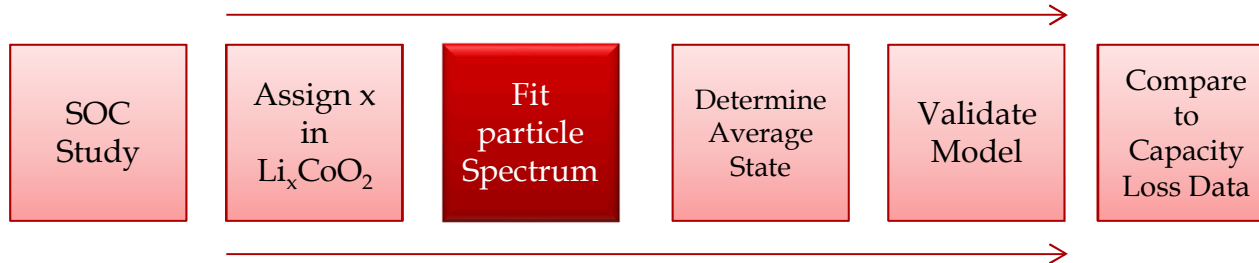 SOC
Study
Assign x
in
LiₓCoO₂
Fit
particle
Spectrum
Determine
Average
State
Validate
Model
Compare
to
Capacity
Loss Data